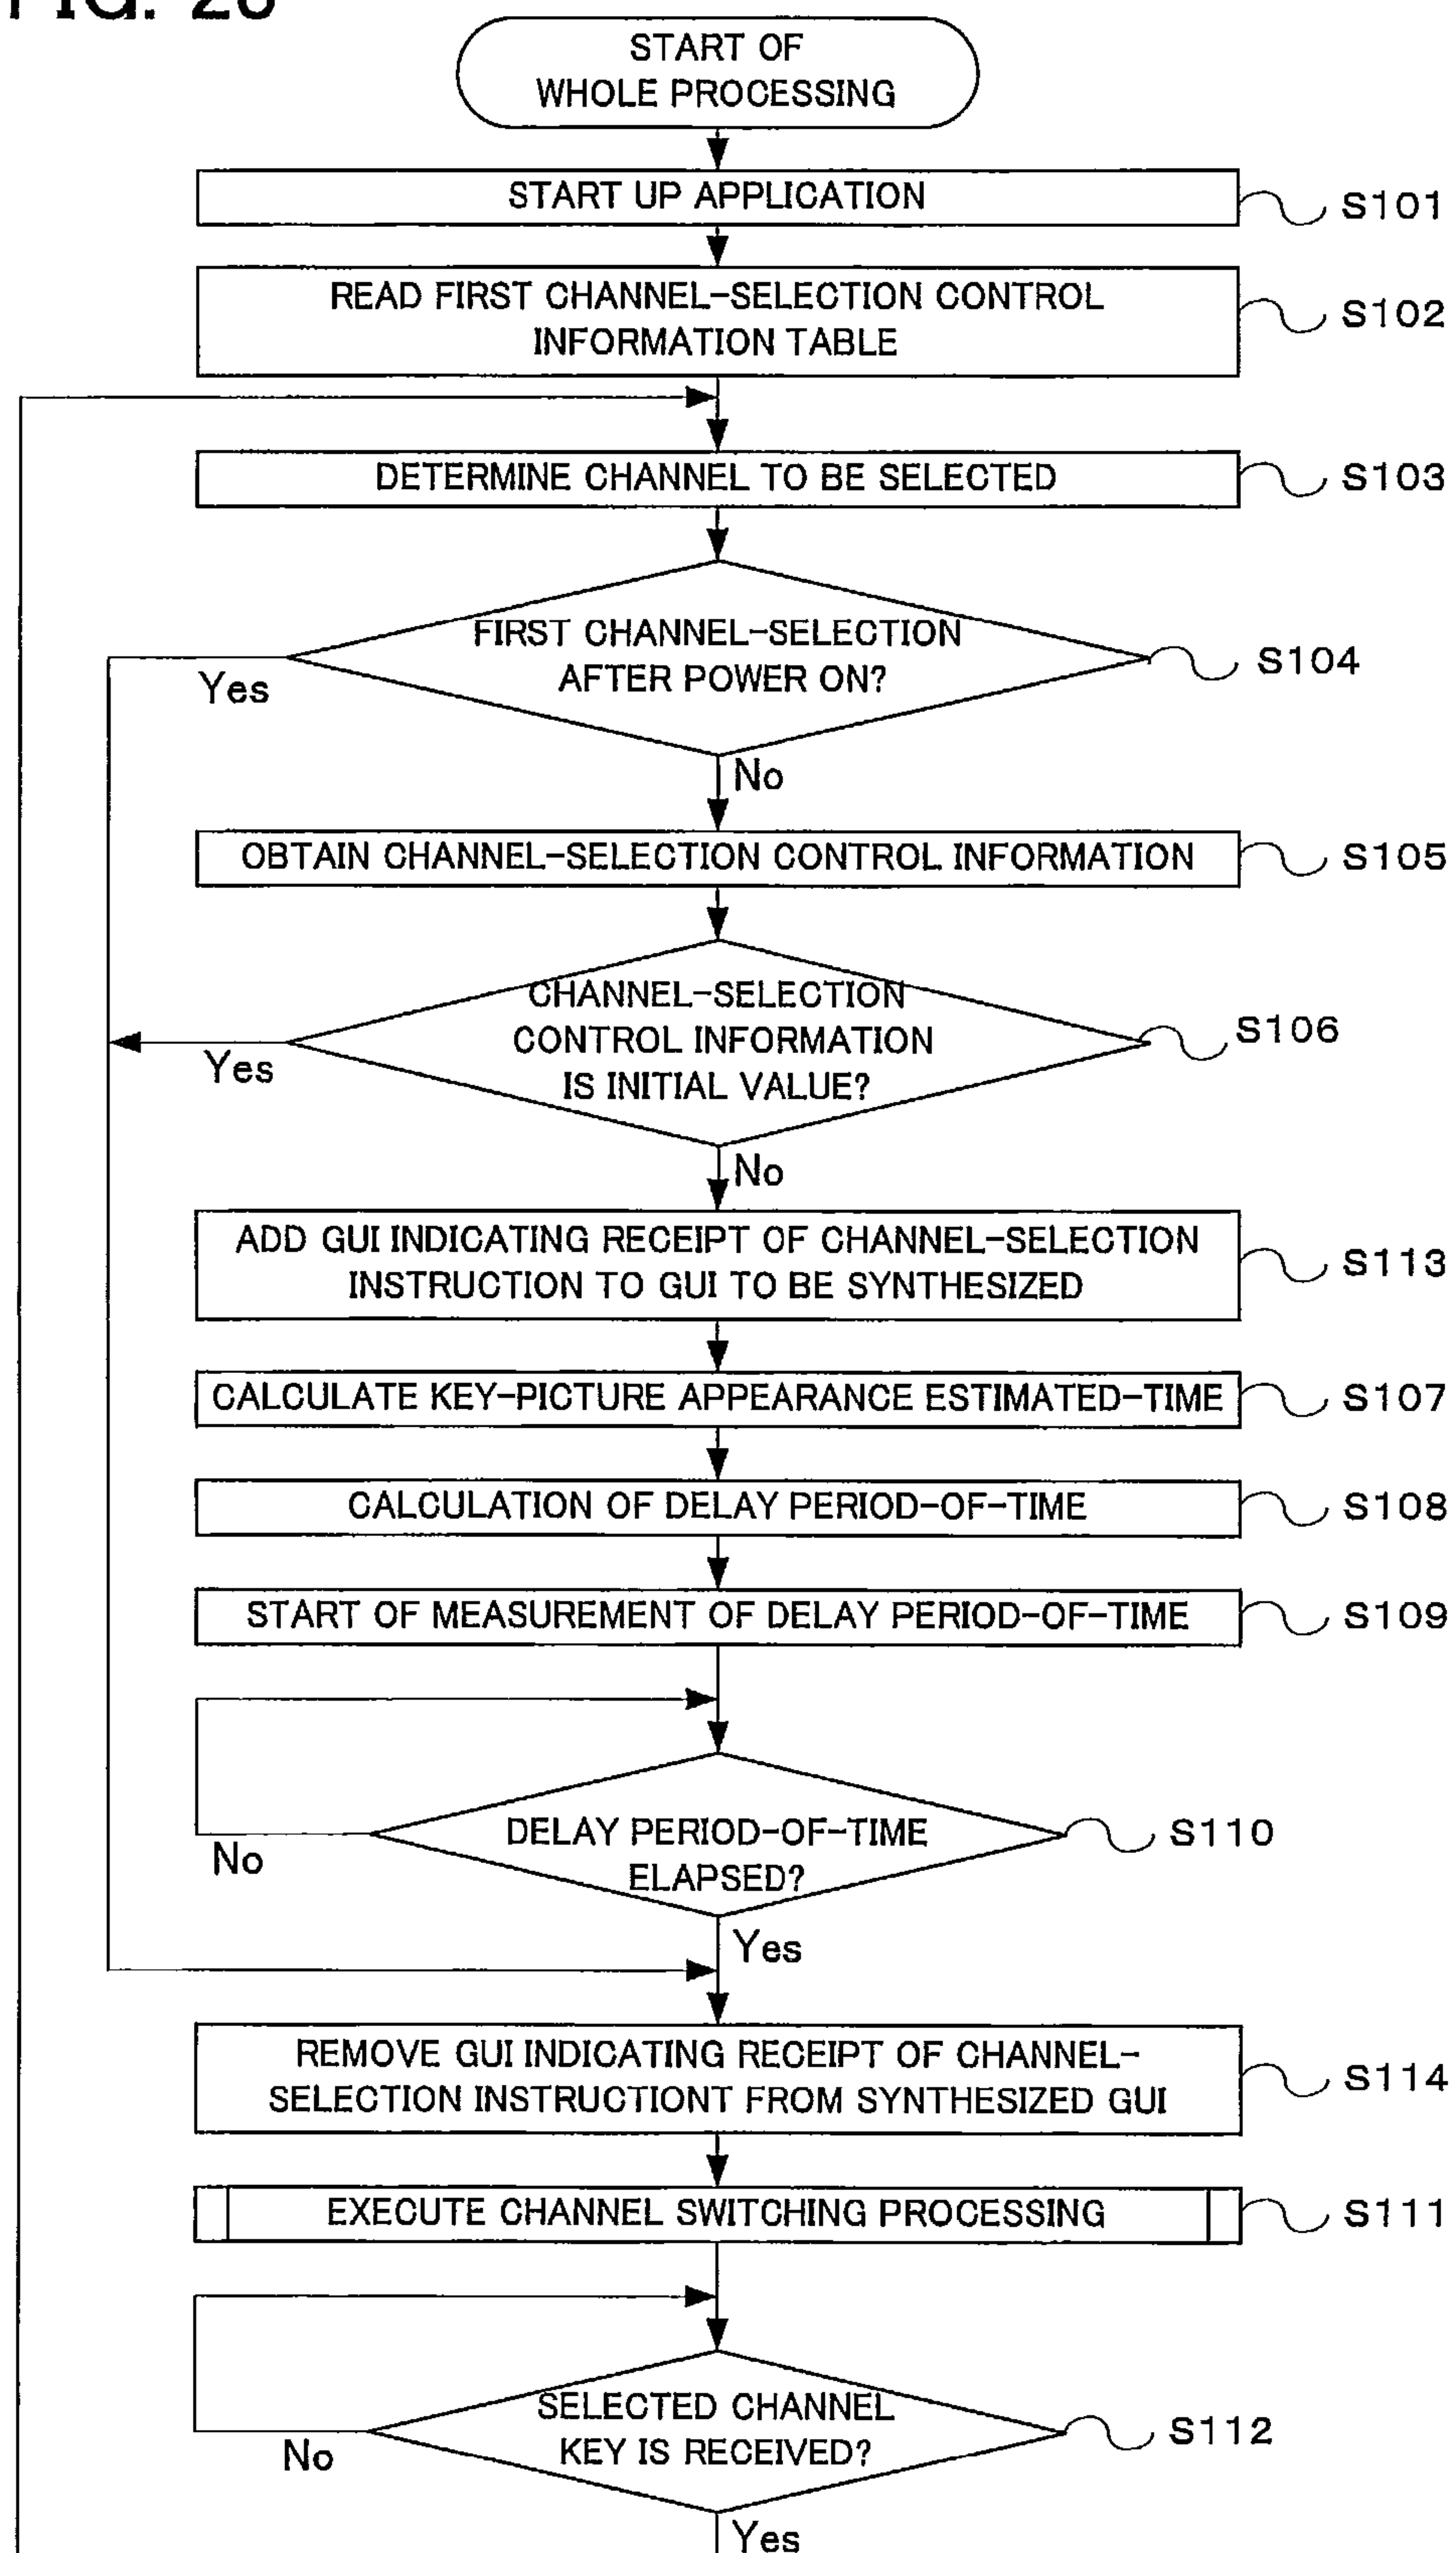 START OF
WHOLE PROCESSING
START UP APPLICATION
S101
READ FIRST CHANNEL-SELECTION CONTROL
INFORMATION TABLE
S102
DETERMINE CHANNEL TO BE SELECTED
S103
FIRST CHANNEL-SELECTION
AFTER POWER ON?
S104
Yes
No
OBTAIN CHANNEL-SELECTION CONTROL INFORMATION
S105
CHANNEL-SELECTION
CONTROL INFORMATION
IS INITIAL VALUE?
S106
Yes
No
ADD GUI INDICATING RECEIPT OF CHANNEL-SELECTION
INSTRUCTION TO GUI TO BE SYNTHESIZED
S113
CALCULATE KEY-PICTURE APPEARANCE ESTIMATED-TIME
S107
CALCULATION OF DELAY PERIOD-OF-TIME
S108
START OF MEASUREMENT OF DELAY PERIOD-OF-TIME
S109
DELAY PERIOD-OF-TIME
ELAPSED?
S110
No
Yes
REMOVE GUI INDICATING RECEIPT OF CHANNEL-
SELECTION INSTRUCTIONT FROM SYNTHESIZED GUI
S114
EXECUTE CHANNEL SWITCHING PROCESSING
S111
SELECTED CHANNEL
KEY IS RECEIVED?
S112
No
Yes